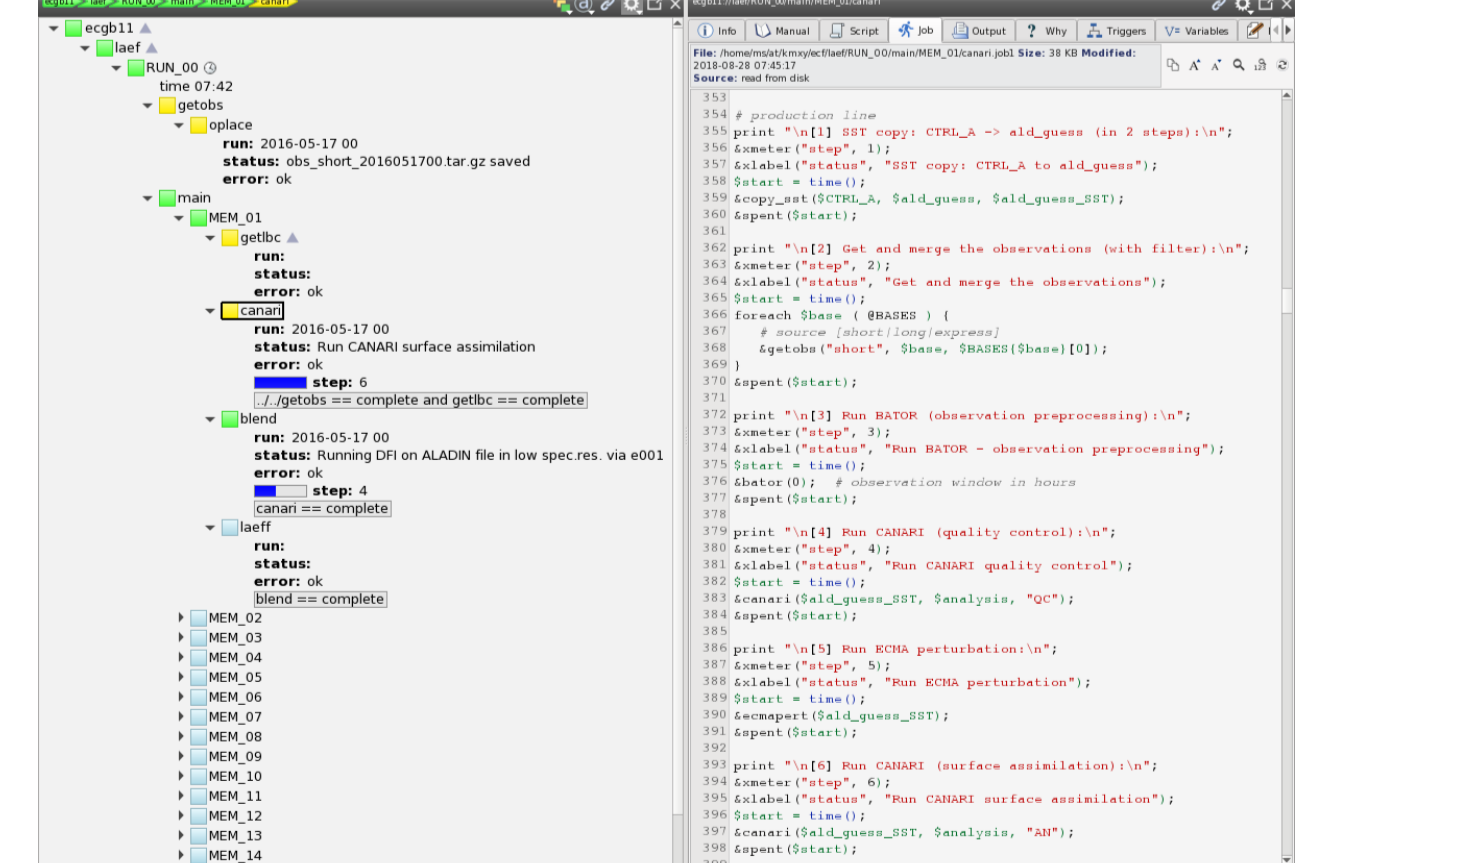 ecgb11 laef RUN_00 main MEM_01 canari
ecgb11
laef
RUN_00
time 07:42
getobs
oplace
run: 2016-05-17 00
status: obs_short_2016051700.tar.gz saved
error: ok
main
MEM_01
getlbc
run:
status:
error: ok
canari
run: 2016-05-17 00
status: Run CANARI surface assimilation
error: ok
step: 6
../../getobs == complete and getlbc == complete
blend
run: 2016-05-17 00
status: Running DFI on ALADIN file in low spec.res. via e001
error: ok
step: 4
canari == complete
laeff
run:
status:
error: ok
blend == complete
MEM_02
MEM_03
MEM_04
MEM_05
MEM_06
MEM_07
MEM_08
MEM_09
MEM_10
MEM_11
MEM_12
MEM_13
MEM_14
ecgb11://laef/RUN_00/main/MEM_01/canari
Info Manual Script Job Output ? Why Triggers V= Variables
File: /home/ms/at/kmxy/ecf/laef/RUN_00/main/MEM_01/canari.job1 Size: 38 KB Modified:
2018-08-28 07:45:17
Source: read from disk
353
354 # production line
355 print "\n[1] SST copy: CTRL_A -> ald_guess (in 2 steps):\n";
356 &xmeter("step", 1);
357 &xlabel("status", "SST copy: CTRL_A to ald_guess");
358 $start = time();
359 &copy_sst($CTRL_A, $ald_guess, $ald_guess_SST);
360 &spent($start);
361
362 print "\n[2] Get and merge the observations (with filter):\n";
363 &xmeter("step", 2);
364 &xlabel("status", "Get and merge the observations");
365 $start = time();
366 foreach $base ( @BASES ) {
367 # source [short|long|express]
368 &getobs("short", $base, $BASES{$base}[0]);
369 }
370 &spent($start);
371
372 print "\n[3] Run BATOR (observation preprocessing):\n";
373 &xmeter("step", 3);
374 &xlabel("status", "Run BATOR - observation preprocessing");
375 $start = time();
376 &bator(0); # observation window in hours
377 &spent($start);
378
379 print "\n[4] Run CANARI (quality control):\n";
380 &xmeter("step", 4);
381 &xlabel("status", "Run CANARI quality control");
382 $start = time();
383 &canari($ald_guess_SST, $analysis, "QC");
384 &spent($start);
385
386 print "\n[5] Run ECMA perturbation:\n";
387 &xmeter("step", 5);
388 &xlabel("status", "Run ECMA perturbation");
389 $start = time();
390 &ecmapert($ald_guess_SST);
391 &spent($start);
392
393 print "\n[6] Run CANARI (surface assimilation):\n";
394 &xmeter("step", 6);
395 &xlabel("status", "Run CANARI surface assimilation");
396 $start = time();
397 &canari($ald_guess_SST, $analysis, "AN");
398 &spent($start);